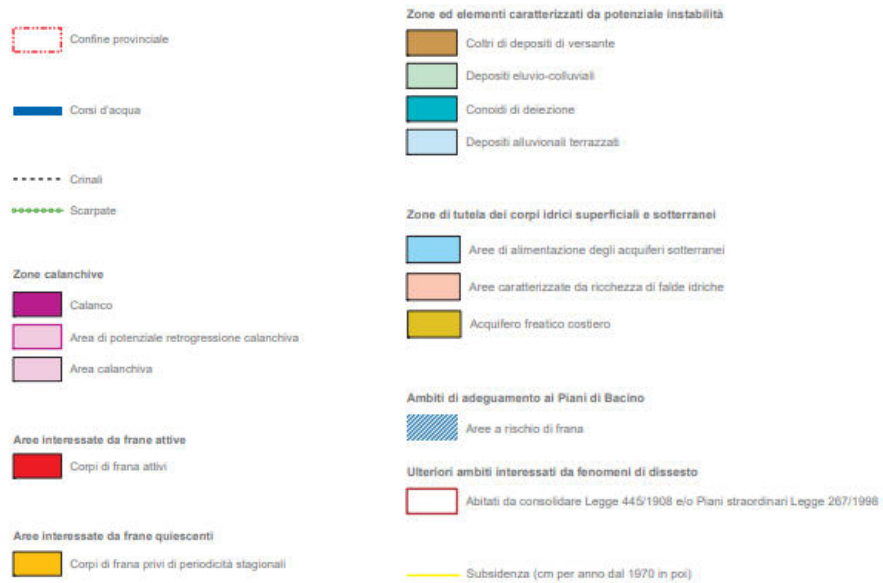 Confine provinciale
Corsi d'acqua
Crinali
Scarpate
Zone calanchive
Calanco
Area di potenziale retrogressione calanchiva
Area calanchiva
Aree interessate da frane attive
Corpi di frana attivi
Aree interessate da frane quiescenti
Corpi di frana privi di periodicità stagionali
Zone ed elementi caratterizzati da potenziale instabilità
Coltri di depositi di versante
Depositi eluvio-colluviali
Conoidi di deiezione
Depositi alluvionali terrazzati
Zone di tutela dei corpi idrici superficiali e sotterranei
Aree di alimentazione degli acquiferi sotterranei
Aree caratterizzate da ricchezza di falde idriche
Acquifero freatico costiero
Ambiti di adeguamento ai Piani di Bacino
Aree a rischio di frana
Ulteriori ambiti interessati da fenomeni di dissesto
Abitati da consolidare Legge 445/1908 e/o Piani straordinari Legge 267/1998
Subsidenza (cm per anno dal 1970 in poi)